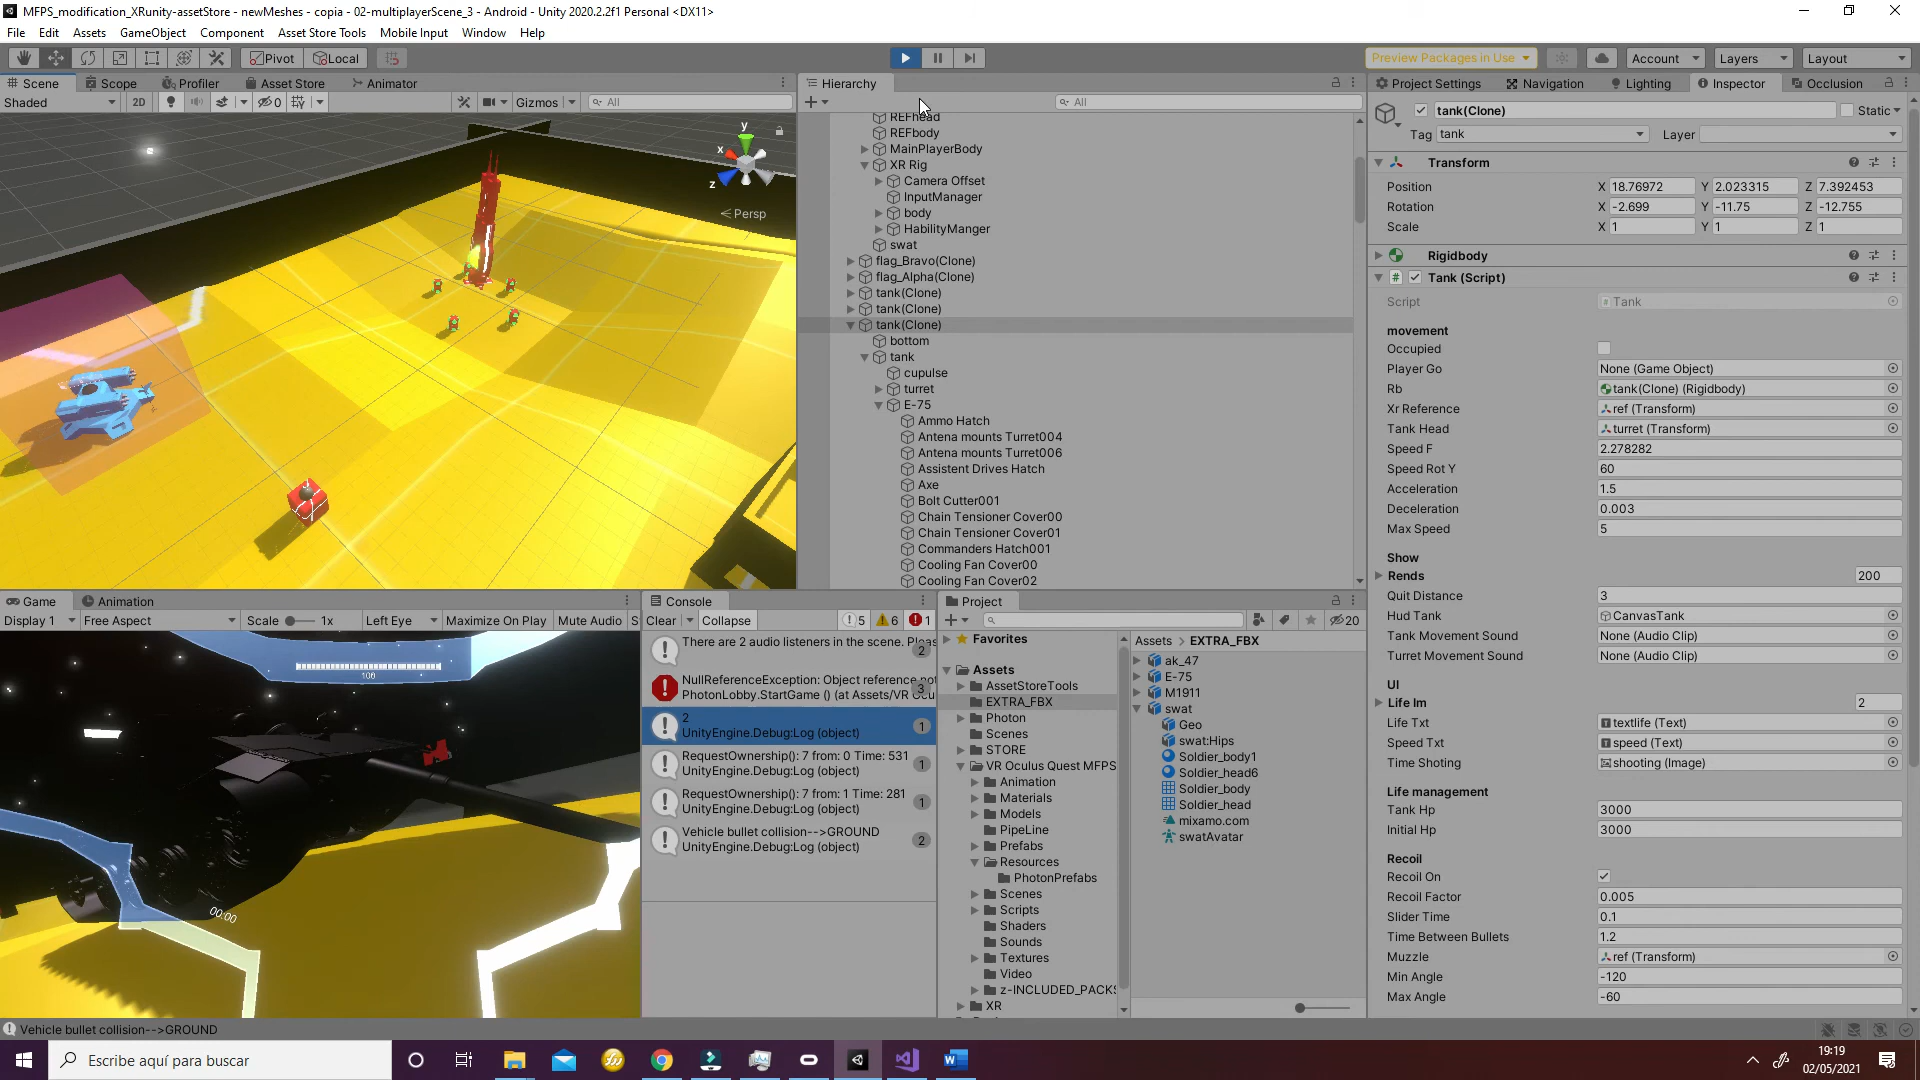 MFPS_modification_XRunity-assetStore - newMeshes - copia - 02-multiplayerScene_3 - Android - Unity 2020.2.2f1 Personal <DX11>
File Edit Assets GameObject Component Asset Store Tools Mobile Input Window Help
Pivot Local Preview Packages in Use Account Layers Layout
Scene Scope Profiler Asset Store Animator
Shaded 2D 0 Gizmos All
y
x
z
Persp
Hierarchy
All
REFhead
REFbody
MainPlayerBody
XR Rig
Camera Offset
InputManager
body
HabilityManger
swat
flag_Bravo(Clone)
flag_Alpha(Clone)
tank(Clone)
tank(Clone)
tank(Clone)
bottom
tank
cupulse
turret
E-75
Ammo Hatch
Antena mounts Turret004
Antena mounts Turret006
Assistent Drives Hatch
Axe
Bolt Cutter001
Chain Tensioner Cover00
Chain Tensioner Cover01
Commanders Hatch001
Cooling Fan Cover00
Cooling Fan Cover02
Project Settings Navigation Lighting Inspector Occlusion
tank(Clone) Static
Tag tank Layer
Transform
Position X 18.76972 Y 2.023315 Z 7.392453
Rotation X -2.699 Y -11.75 Z -12.755
Scale X 1 Y 1 Z 1
Rigidbody
Tank (Script)
Script Tank
movement
Occupied
Player Go None (Game Object)
Rb tank(Clone) (Rigidbody)
Xr Reference ref (Transform)
Tank Head turret (Transform)
Speed F 2.278282
Speed Rot Y 60
Acceleration 1.5
Deceleration 0.003
Max Speed 5
Show
Rends 200
Quit Distance 3
Hud Tank CanvasTank
Tank Movement Sound None (Audio Clip)
Turret Movement Sound None (Audio Clip)
UI
Life Im 2
Life Txt textlife (Text)
Speed Txt speed (Text)
Time Shoting shooting (Image)
Life management
Tank Hp 3000
Initial Hp 3000
Recoil
Recoil On
Recoil Factor 0.005
Slider Time 0.1
Time Between Bullets 1.2
Muzzle ref (Transform)
Min Angle -120
Max Angle -60
Game Animation
Display 1 Free Aspect Scale 1x Left Eye Maximize On Play Mute Audio S
100
00:00
Console
Clear Collapse 5 6 1
There are 2 audio listeners in the scene. Pleas 2
NullReferenceException: Object reference not 3
PhotonLobby.StartGame () (at Assets/VR Ocu
2
UnityEngine.Debug:Log (object) 1
RequestOwnership(): 7 from: 0 Time: 531
UnityEngine.Debug:Log (object) 1
RequestOwnership(): 7 from: 1 Time: 281
UnityEngine.Debug:Log (object) 1
Vehicle bullet collision-->GROUND
UnityEngine.Debug:Log (object) 2
Project
20
Favorites
Assets
AssetStoreTools
EXTRA_FBX
Photon
Scenes
STORE
VR Oculus Quest MFPS
Animation
Materials
Models
PipeLine
Prefabs
Resources
PhotonPrefabs
Scenes
Scripts
Shaders
Sounds
Textures
Video
z-INCLUDED_PACKS
XR
Assets > EXTRA_FBX
ak_47
E-75
M1911
swat
Geo
swat:Hips
Soldier_body1
Soldier_head6
Soldier_body
Soldier_head
mixamo.com
swatAvatar
Vehicle bullet collision-->GROUND
Escribe aquí para buscar
19:19
02/05/2021